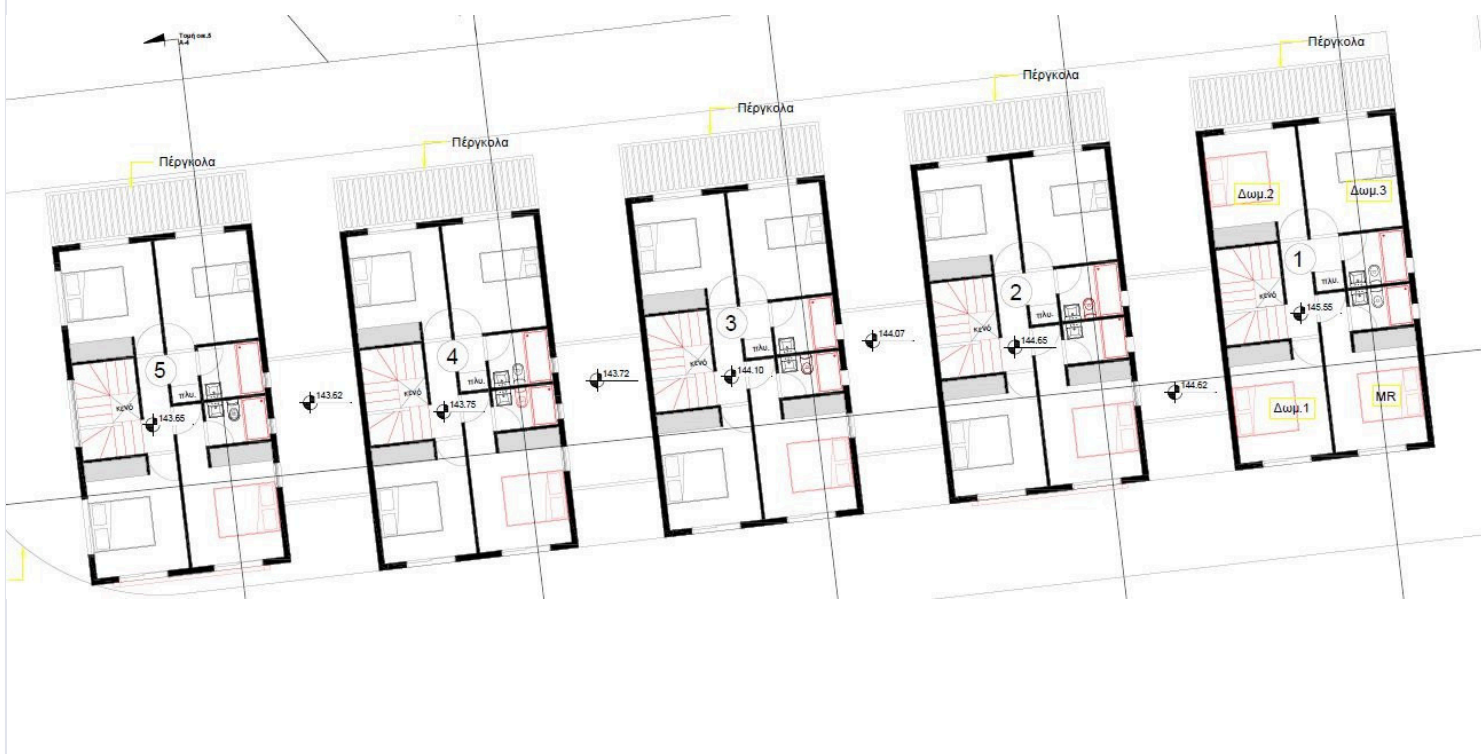 Τομή οικ.5
Α-4
Πέργκολα
Πέργκολα
Πέργκολα
Πέργκολα
Πέργκολα
5
πλυ.
κενό
143.65
143.62
4
πλυ.
κενό
143.75
143.72
3
πλυ.
κενό
144.10
144.07
2
πλυ.
κενό
144.65
144.62
Δωμ.2
Δωμ.3
1
πλυ.
κενό
145.55
Δωμ.1
MR